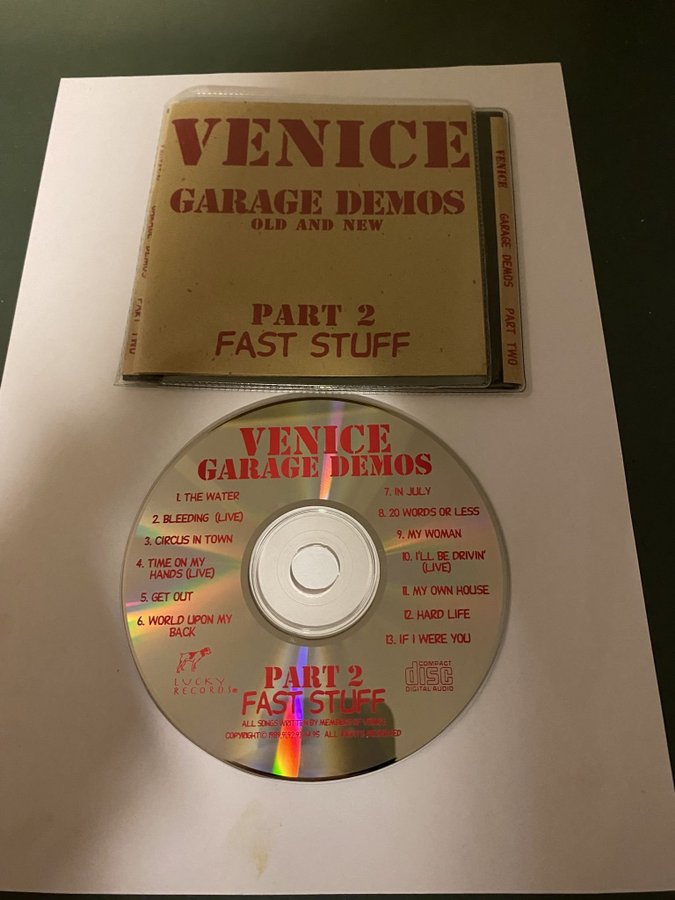 VENICE
GARAGE DEMOS
OLD AND NEW
PART 2
FAST STUFF
VENICE GARAGE DEMOS PART TWO
VENICE
GARAGE DEMOS
1. THE WATER
2. BLEEDING (LIVE)
3. CIRCUS IN TOWN
4. TIME ON MY
HANDS (LIVE)
5. GET OUT
6. WORLD UPON MY
BACK
7. IN JULY
8. 20 WORDS OR LESS
9. MY WOMAN
10. I'LL BE DRIVIN'
(LIVE)
11. MY OWN HOUSE
12. HARD LIFE
13. IF I WERE YOU
LUCKY
RECORDS®
PART 2
FAST STUFF
COMPACT
disc
DIGITAL AUDIO
ALL SONGS WRITTEN BY MEMBERS OF VENICE
COPYRIGHT© ALL RIGHTS RESERVED